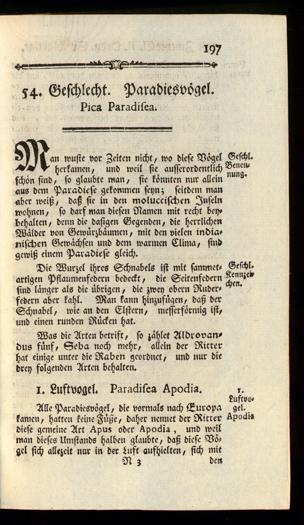 197
54. Geschlecht. Paradiesvögel.
Pica Paradisea.
Man wuste vor Zeiten nicht, wo diese Vögel
herkamen, und weil sie ausserordentlich
schön sind, so glaubte man, sie könnten nur allein
aus dem Paradiese gekommen seyn; seitdem man
aber weiß, daß sie in den moluccischen Inseln
wohnen, so darf man diesen Namen mit recht bey-
behalten, denn die dasigen Gegenden, die herrlichen
Wälder von Gewürzbäumen, mit den vielen india-
nischen Gewächsen und dem warmen Clima, sind
gewiß einem Paradiese gleich.
Geschl.
Benen-
nung.
Die Wurzel ihres Schnabels ist mit sammet-
artigen Pflaumfedern bedeckt, die Seitenfedern
sind länger als die übrigen, die zwey obern Ruder-
federn aber kahl. Man kann hinzufügen, daß der
Schnabel, wie an den Elstern, messerförmig ist,
und einen runden Rücken hat.
Geschl.
Kennzei-
chen.
Was die Arten betrift, so zählet Aldrovan-
dus fünf, Seba noch mehr, allein der Ritter
hat einige unter die Raben geordnet, und nur die
drey folgenden Arten behalten.
1. Luftvogel. Paradisea Apodia.
Alle Paradiesvögel, die vormals nach Europa
kamen, hatten keine Füße, daher nennet der Ritter
diese gemeine Art Apus oder Apodia, und weil
man dieses Umstands halben glaubte, daß diese Vö-
gel sich allezeit nur in der Luft aufhielten, sich mit
1.
Luftvo-
gel.
Apodia
N 3
den